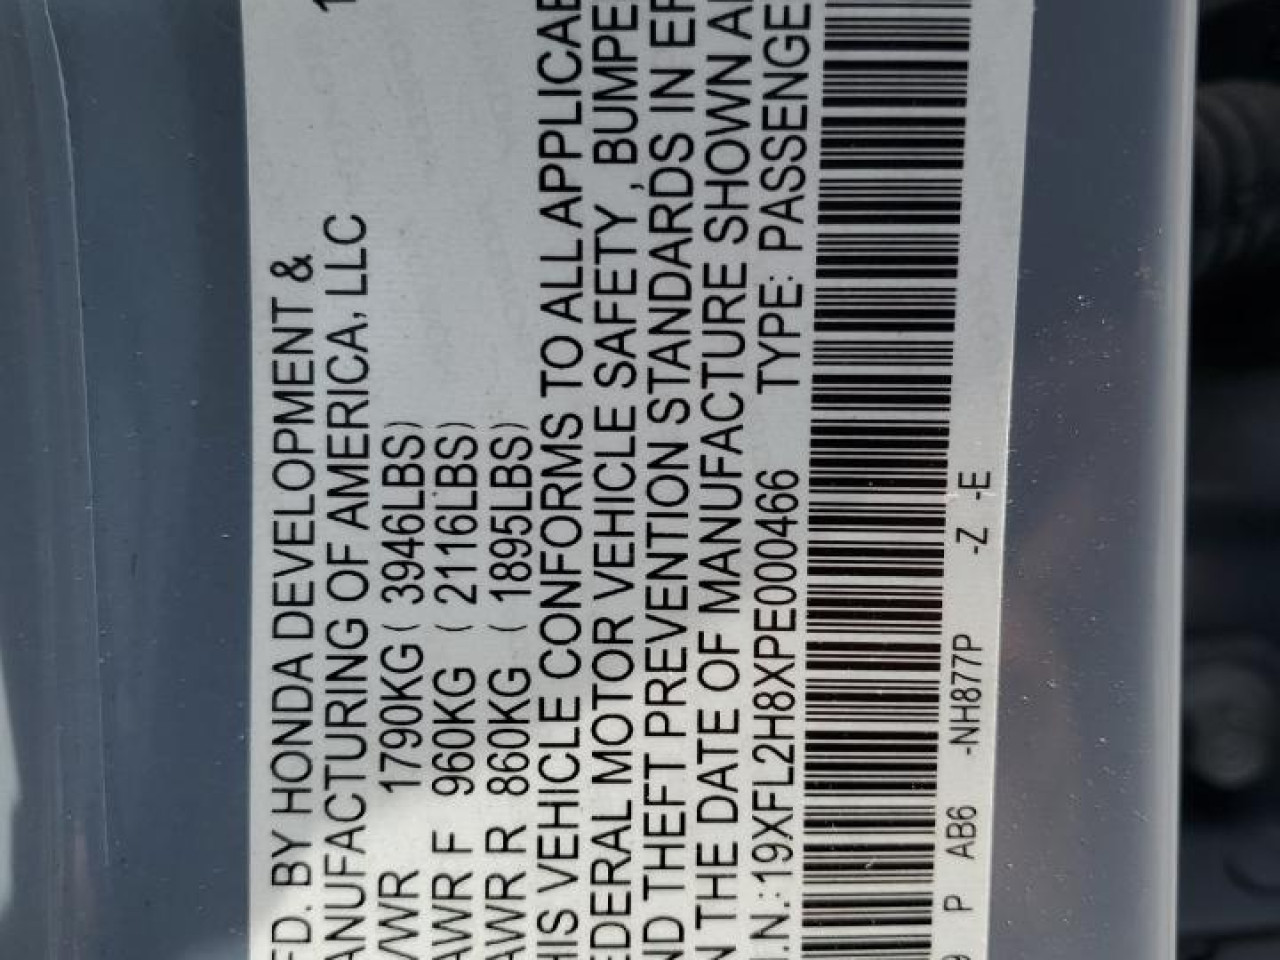 FD. BY HONDA DEVELOPMENT & 1
ANUFACTURING OF AMERICA, LLC
VWR 1790KG ( 3946LBS)
AWR F 960KG ( 2116LBS)
AWR R 860KG ( 1895LBS)
HIS VEHICLE CONFORMS TO ALL APPLICAB
EDERAL MOTOR VEHICLE SAFETY , BUMPE
ND THEFT PREVENTION STANDARDS IN EF
N THE DATE OF MANUFACTURE SHOWN A
.I.N.:19XFL2H8XPE000466 TYPE: PASSENGE
9 P AB6 -NH877P -Z -E